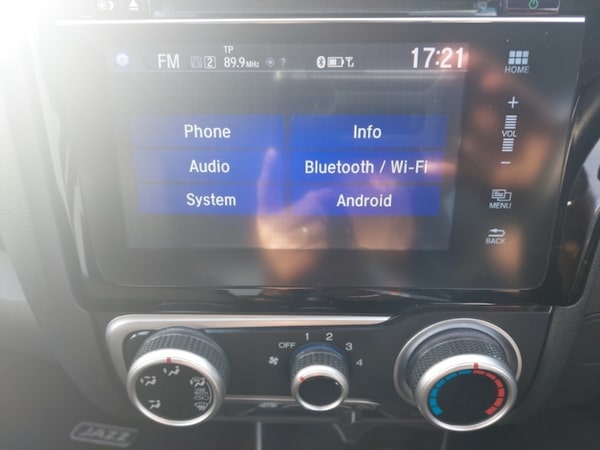 FM
2
TP
89.9MHz
?
17:21
HOME
Phone
Info
VOL
Audio
Bluetooth / Wi-Fi
System
Android
MENU
BACK
OFF 1 2 3 4
JAZZ